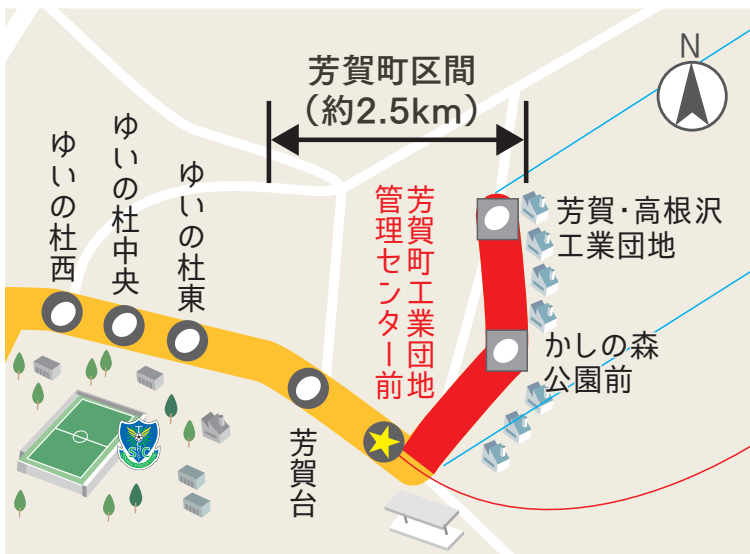 芳賀町区間
（約2.5km）
N
ゆいの杜西
ゆいの杜中央
ゆいの杜東
芳賀町工業団地
管理センター前
芳賀・高根沢
工業団地
かしの森
公園前
芳賀台
TSC